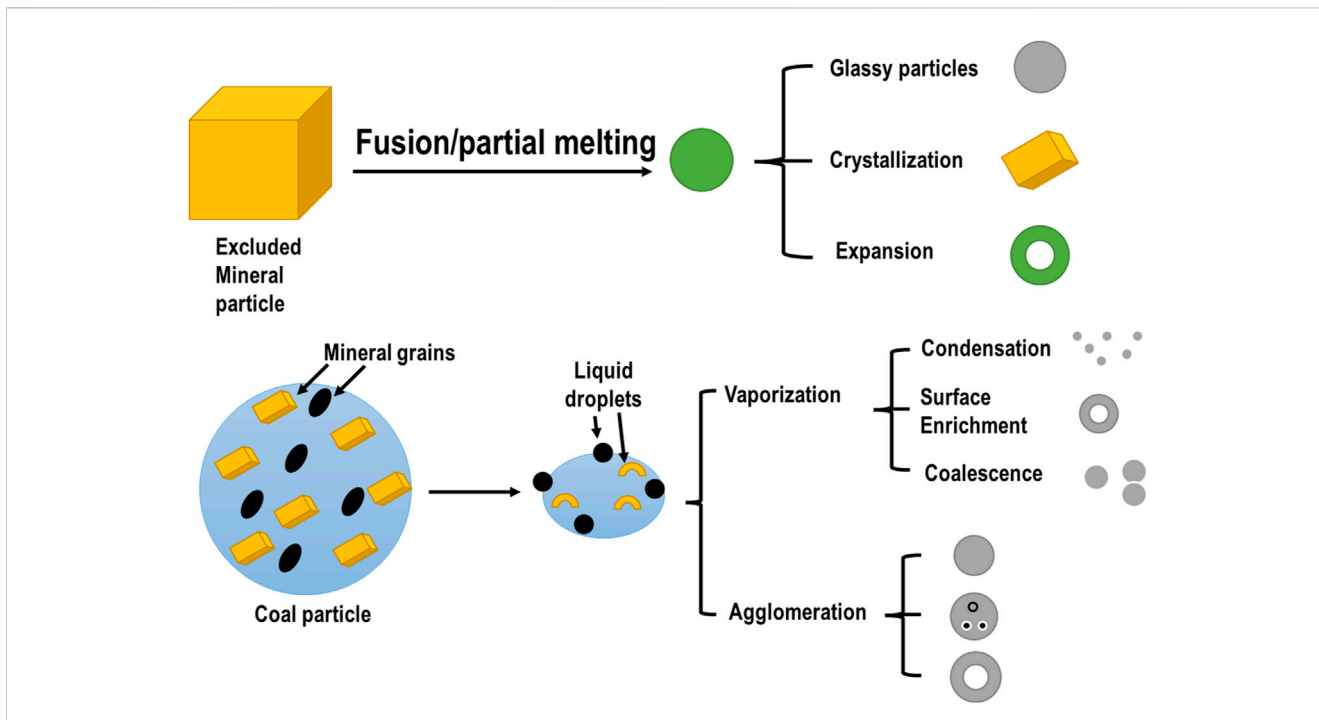 Glassy particles
Fusion/partial melting
Crystallization
Excluded
Mineral
particle
Expansion
Mineral grains
Liquid
droplets
Condensation
Vaporization
Surface
Enrichment
Coalescence
Coal particle
Agglomeration